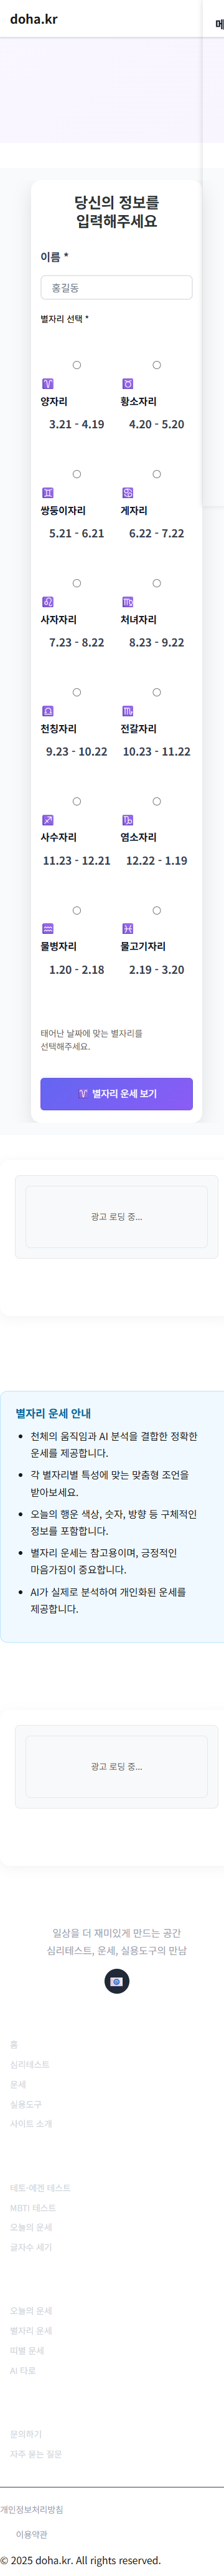 doha.kr
메
당신의 정보를
입력해주세요
이름 *
홍길동
별자리 선택 *
♈ ♉
양자리 황소자리
3.21 - 4.19 4.20 - 5.20
♊ ♋
쌍둥이자리 게자리
5.21 - 6.21 6.22 - 7.22
♌ ♍
사자자리 처녀자리
7.23 - 8.22 8.23 - 9.22
♎ ♏
천칭자리 전갈자리
9.23 - 10.22 10.23 - 11.22
♐ ♑
사수자리 염소자리
11.23 - 12.21 12.22 - 1.19
♒ ♓
물병자리 물고기자리
1.20 - 2.18 2.19 - 3.20
태어난 날짜에 맞는 별자리를
선택해주세요.
♈ 별자리 운세 보기
광고 로딩 중...
별자리 운세 안내
• 천체의 움직임과 AI 분석을 결합한 정확한
운세를 제공합니다.
• 각 별자리별 특성에 맞는 맞춤형 조언을
받아보세요.
• 오늘의 행운 색상, 숫자, 방향 등 구체적인
정보를 포함합니다.
• 별자리 운세는 참고용이며, 긍정적인
마음가짐이 중요합니다.
• AI가 실제로 분석하여 개인화된 운세를
제공합니다.
광고 로딩 중...
일상을 더 재미있게 만드는 공간
심리테스트, 운세, 실용도구의 만남
홈
심리테스트
운세
실용도구
사이트 소개
테토-에겐 테스트
MBTI 테스트
오늘의 운세
글자수 세기
오늘의 운세
별자리 운세
띠별 운세
AI 타로
문의하기
자주 묻는 질문
개인정보처리방침
이용약관
© 2025 doha.kr. All rights reserved.